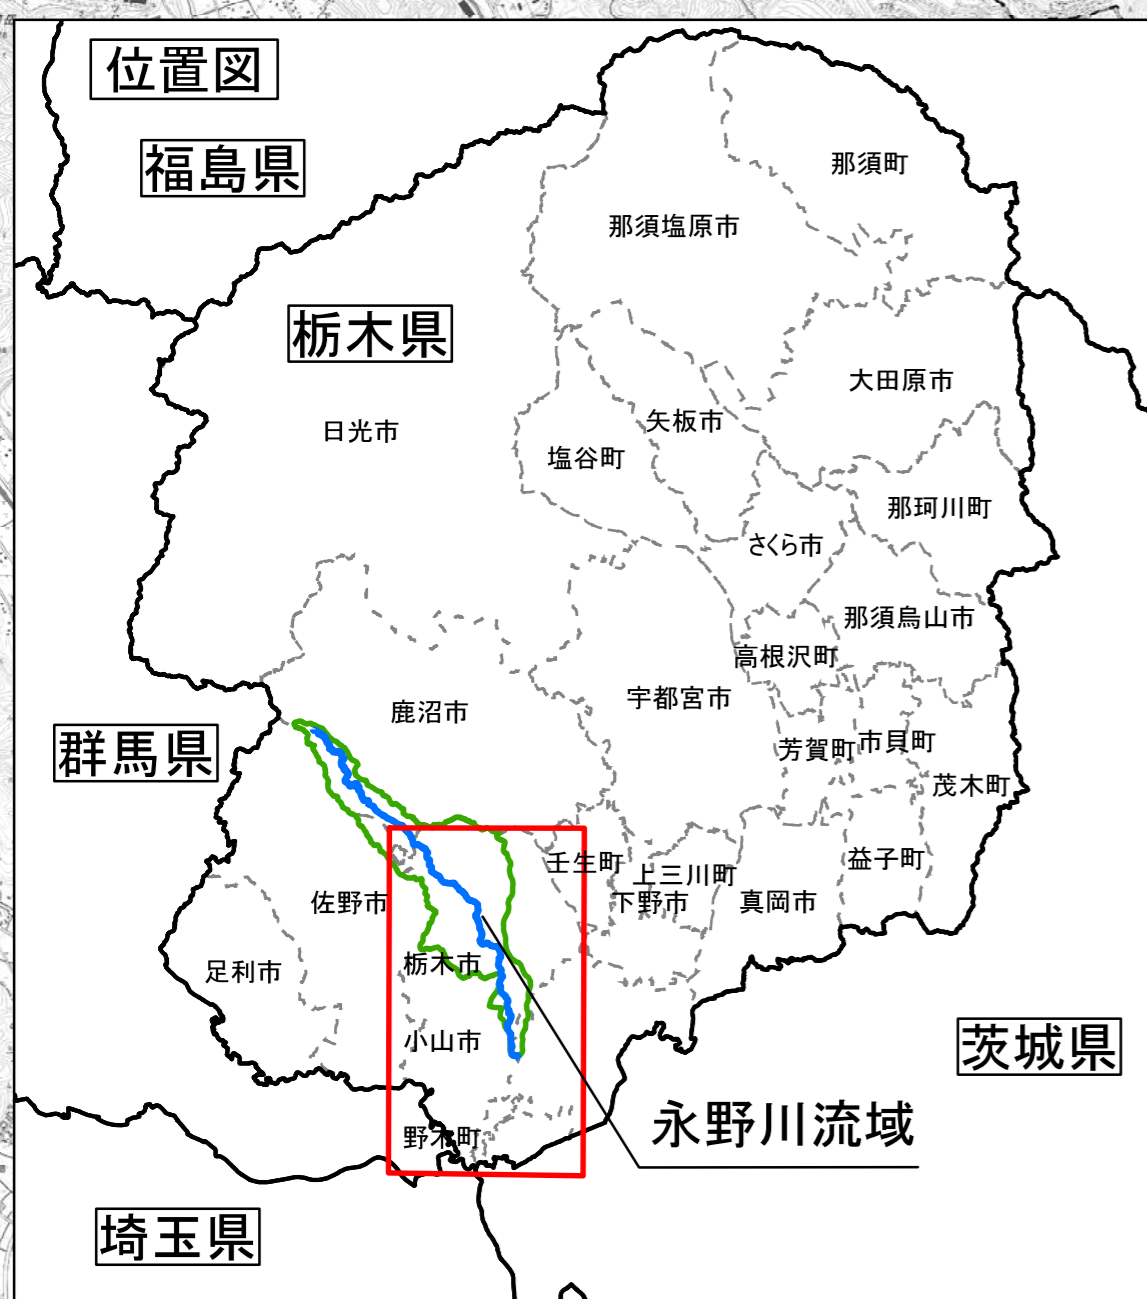 位置図
福島県
那須町
那須塩原市
栃木県
大田原市
矢板市
日光市
塩谷町
那珂川町
さくら市
那須烏山市
高根沢町
宇都宮市
鹿沼市
群馬県
芳賀町
市貝町
茂木町
壬生町
上三川町
益子町
佐野市
下野市
真岡市
足利市
栃木市
小山市
茨城県
永野川流域
野木町
埼玉県